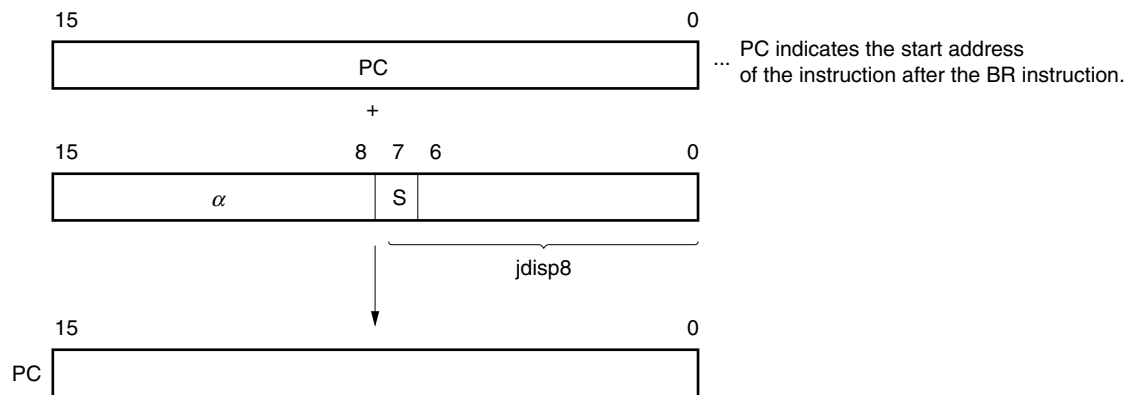 15 0
PC
... PC indicates the start address
of the instruction after the BR instruction.
+
15 8 7 6 0
α S
jdisp8
15 0
PC